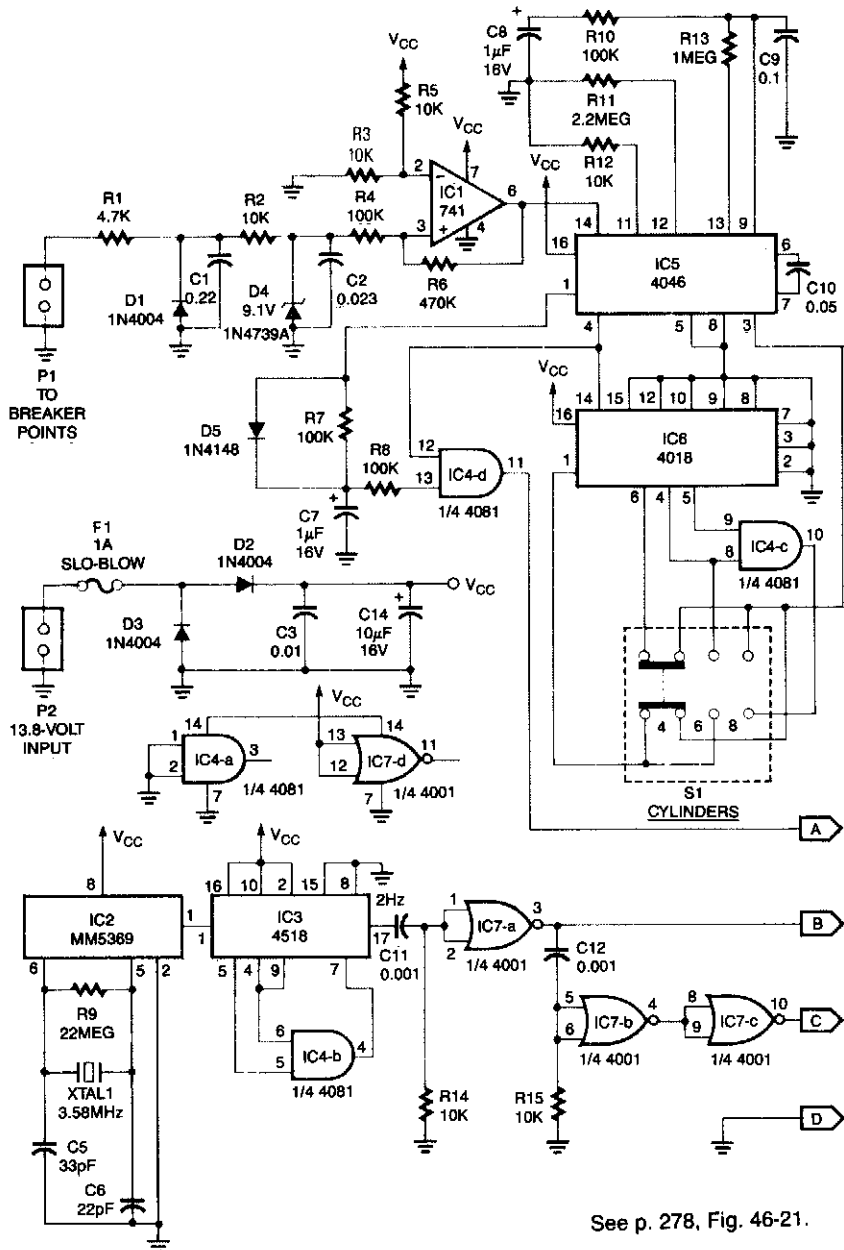 C8
1µF
16V
+
R10
100K
R13
1MEG
C9
0.1
R11
2.2MEG
R12
10K
VCC
R5
10K
R3
10K
VCC
2
7
IC1
741
6
3
4
−
+
R1
4.7K
R2
10K
R4
100K
R6
470K
C1
0.22
D1
1N4004
D4
9.1V
1N4739A
C2
0.023
P1
TO
BREAKER
POINTS
VCC
14
11
12
13
9
16
1
IC5
4046
6
7
C10
0.05
4
5
8
3
D5
1N4148
R7
100K
R8
100K
+
C7
1µF
16V
12
13
IC4-d
11
1/4 4081
VCC
14
15
12
10
9
8
16
1
IC6
4018
7
3
2
6
4
5
9
8
IC4-c
10
1/4 4081
F1
1A
SLO-BLOW
D2
1N4004
D3
1N4004
C3
0.01
+
C14
10µF
16V
VCC
P2
13.8-VOLT
INPUT
4
6
8
S1
CYLINDERS
VCC
14
1
2
IC4-a
3
7
1/4 4081
14
13
12
IC7-d
11
7
1/4 4001
A
VCC
8
IC2
MM5369
1
6
5
2
R9
22MEG
XTAL1
3.58MHz
C5
33pF
C6
22pF
VCC
16
10
2
15
8
1
IC3
4518
17
2Hz
5
4
9
7
6
5
IC4-b
4
1/4 4081
C11
0.001
R14
10K
1
2
IC7-a
3
1/4 4001
B
C12
0.001
5
6
IC7-b
4
1/4 4001
8
9
IC7-c
10
1/4 4001
C
R15
10K
D
See p. 278, Fig. 46-21.